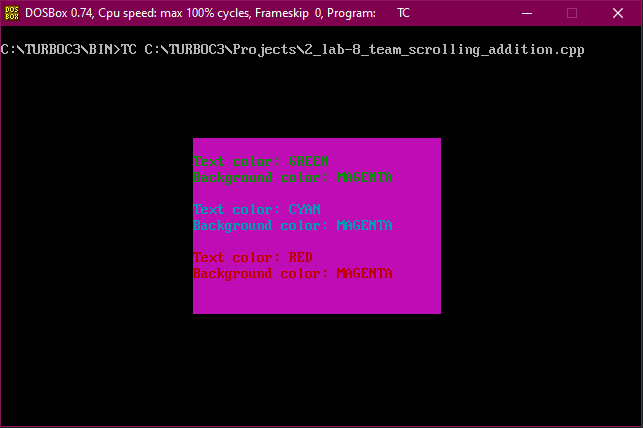 DOS
BOX
DOSBox 0.74, Cpu speed: max 100% cycles, Frameskip 0, Program: TC
C:\TURBOC3\BIN>TC C:\TURBOC3\Projects\2_lab-8_team_scrolling_addition.cpp
Text color: GREEN
Background color: MAGENTA
Text color: CYAN
Background color: MAGENTA
Text color: RED
Background color: MAGENTA